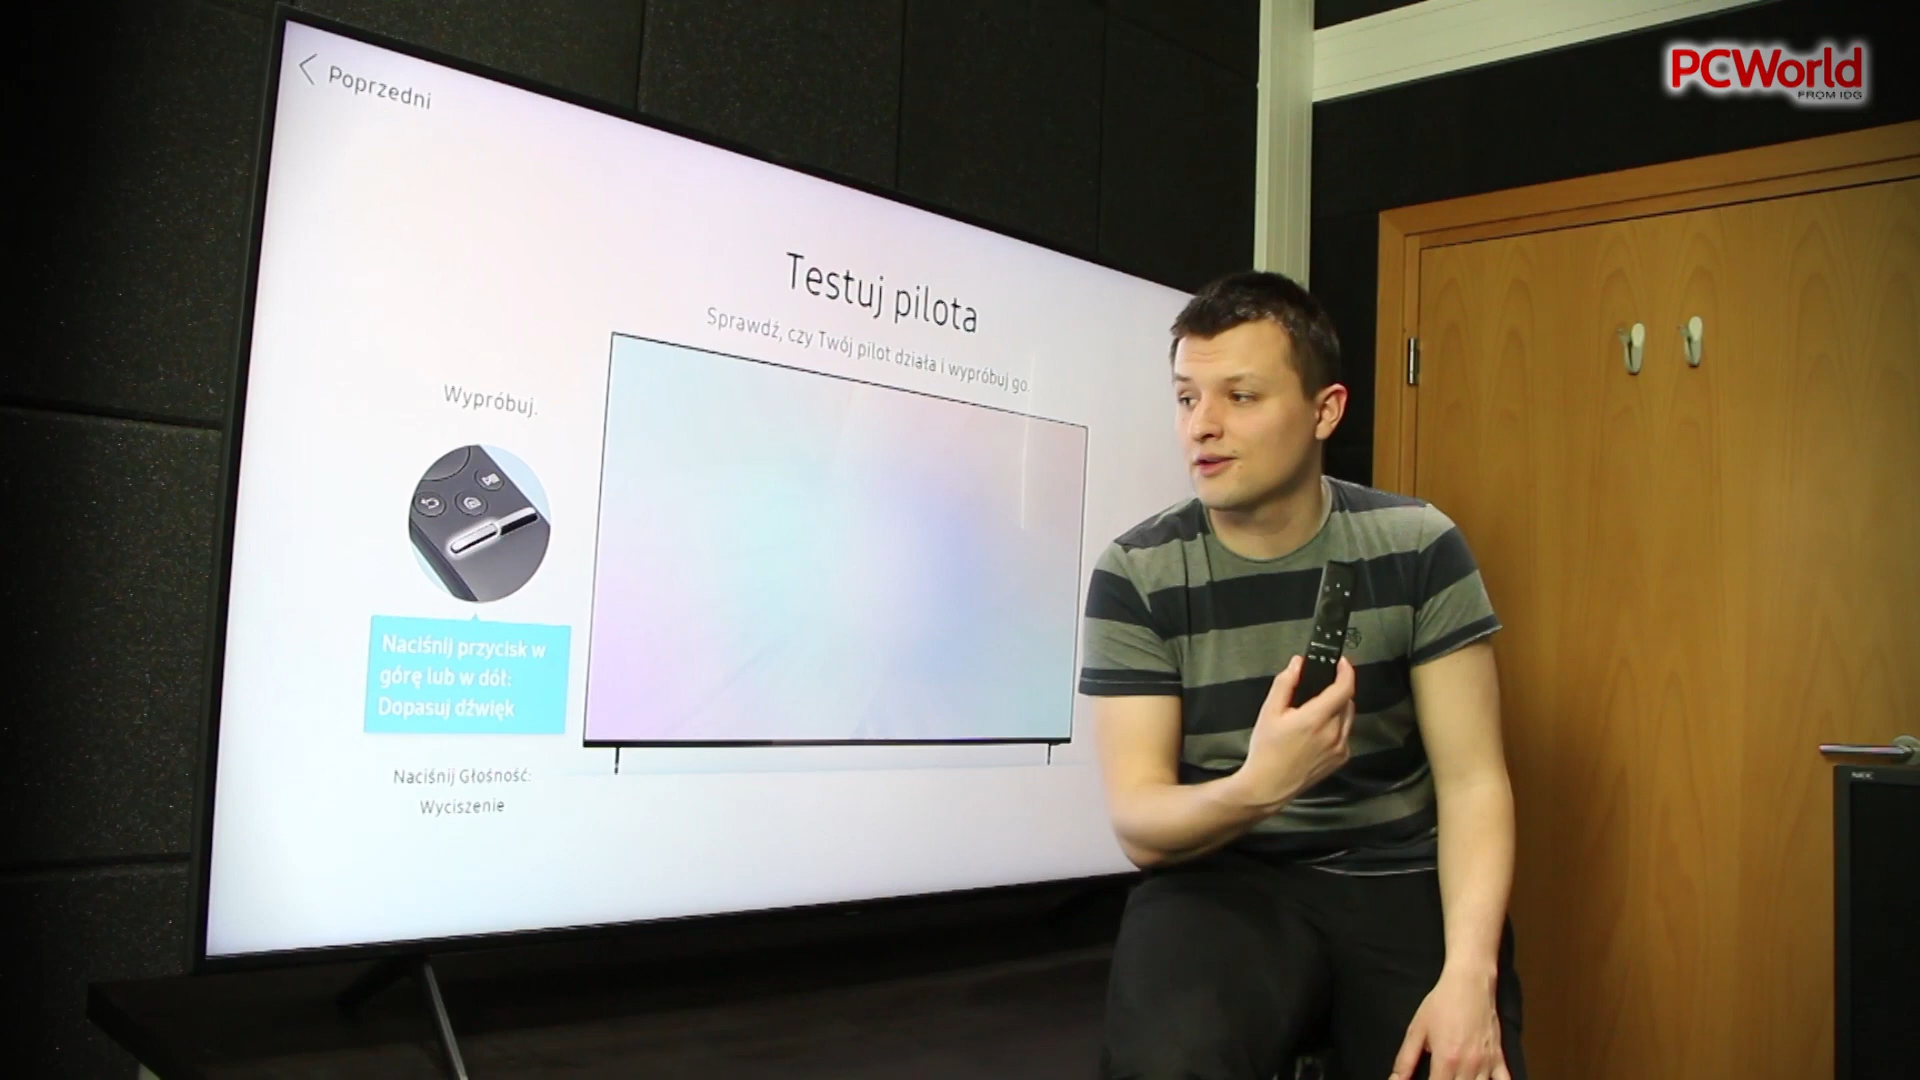 PCWorld
FROM IDG
Poprzedni
Testuj pilota
Sprawdź, czy Twój pilot działa i wypróbuj go.
Wypróbuj.
Naciśnij przycisk w
górę lub w dół:
Dopasuj dźwięk
Naciśnij Głośność:
Wyciszenie
NEC